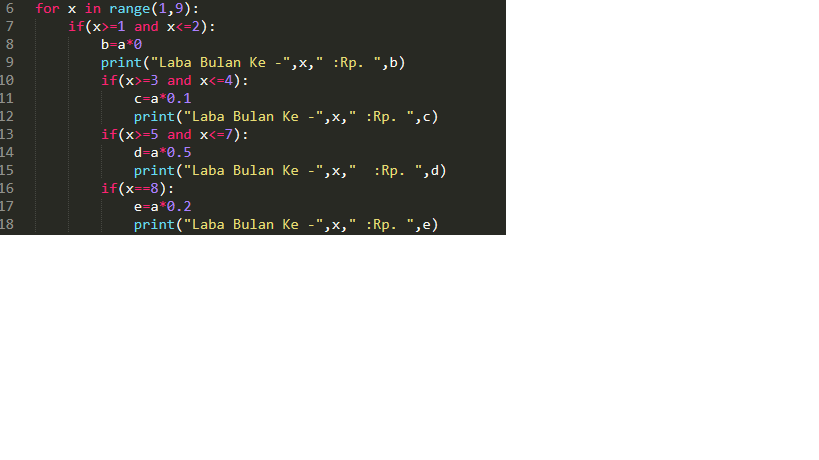 6 for x in range(1,9):
7     if(x>=1 and x<=2):
8         b=a*0
9         print("Laba Bulan Ke -",x," :Rp. ",b)
10         if(x>=3 and x<=4):
11             c=a*0.1
12             print("Laba Bulan Ke -",x," :Rp. ",c)
13         if(x>=5 and x<=7):
14             d=a*0.5
15             print("Laba Bulan Ke -",x,"  :Rp. ",d)
16         if(x==8):
17             e=a*0.2
18             print("Laba Bulan Ke -",x," :Rp. ",e)